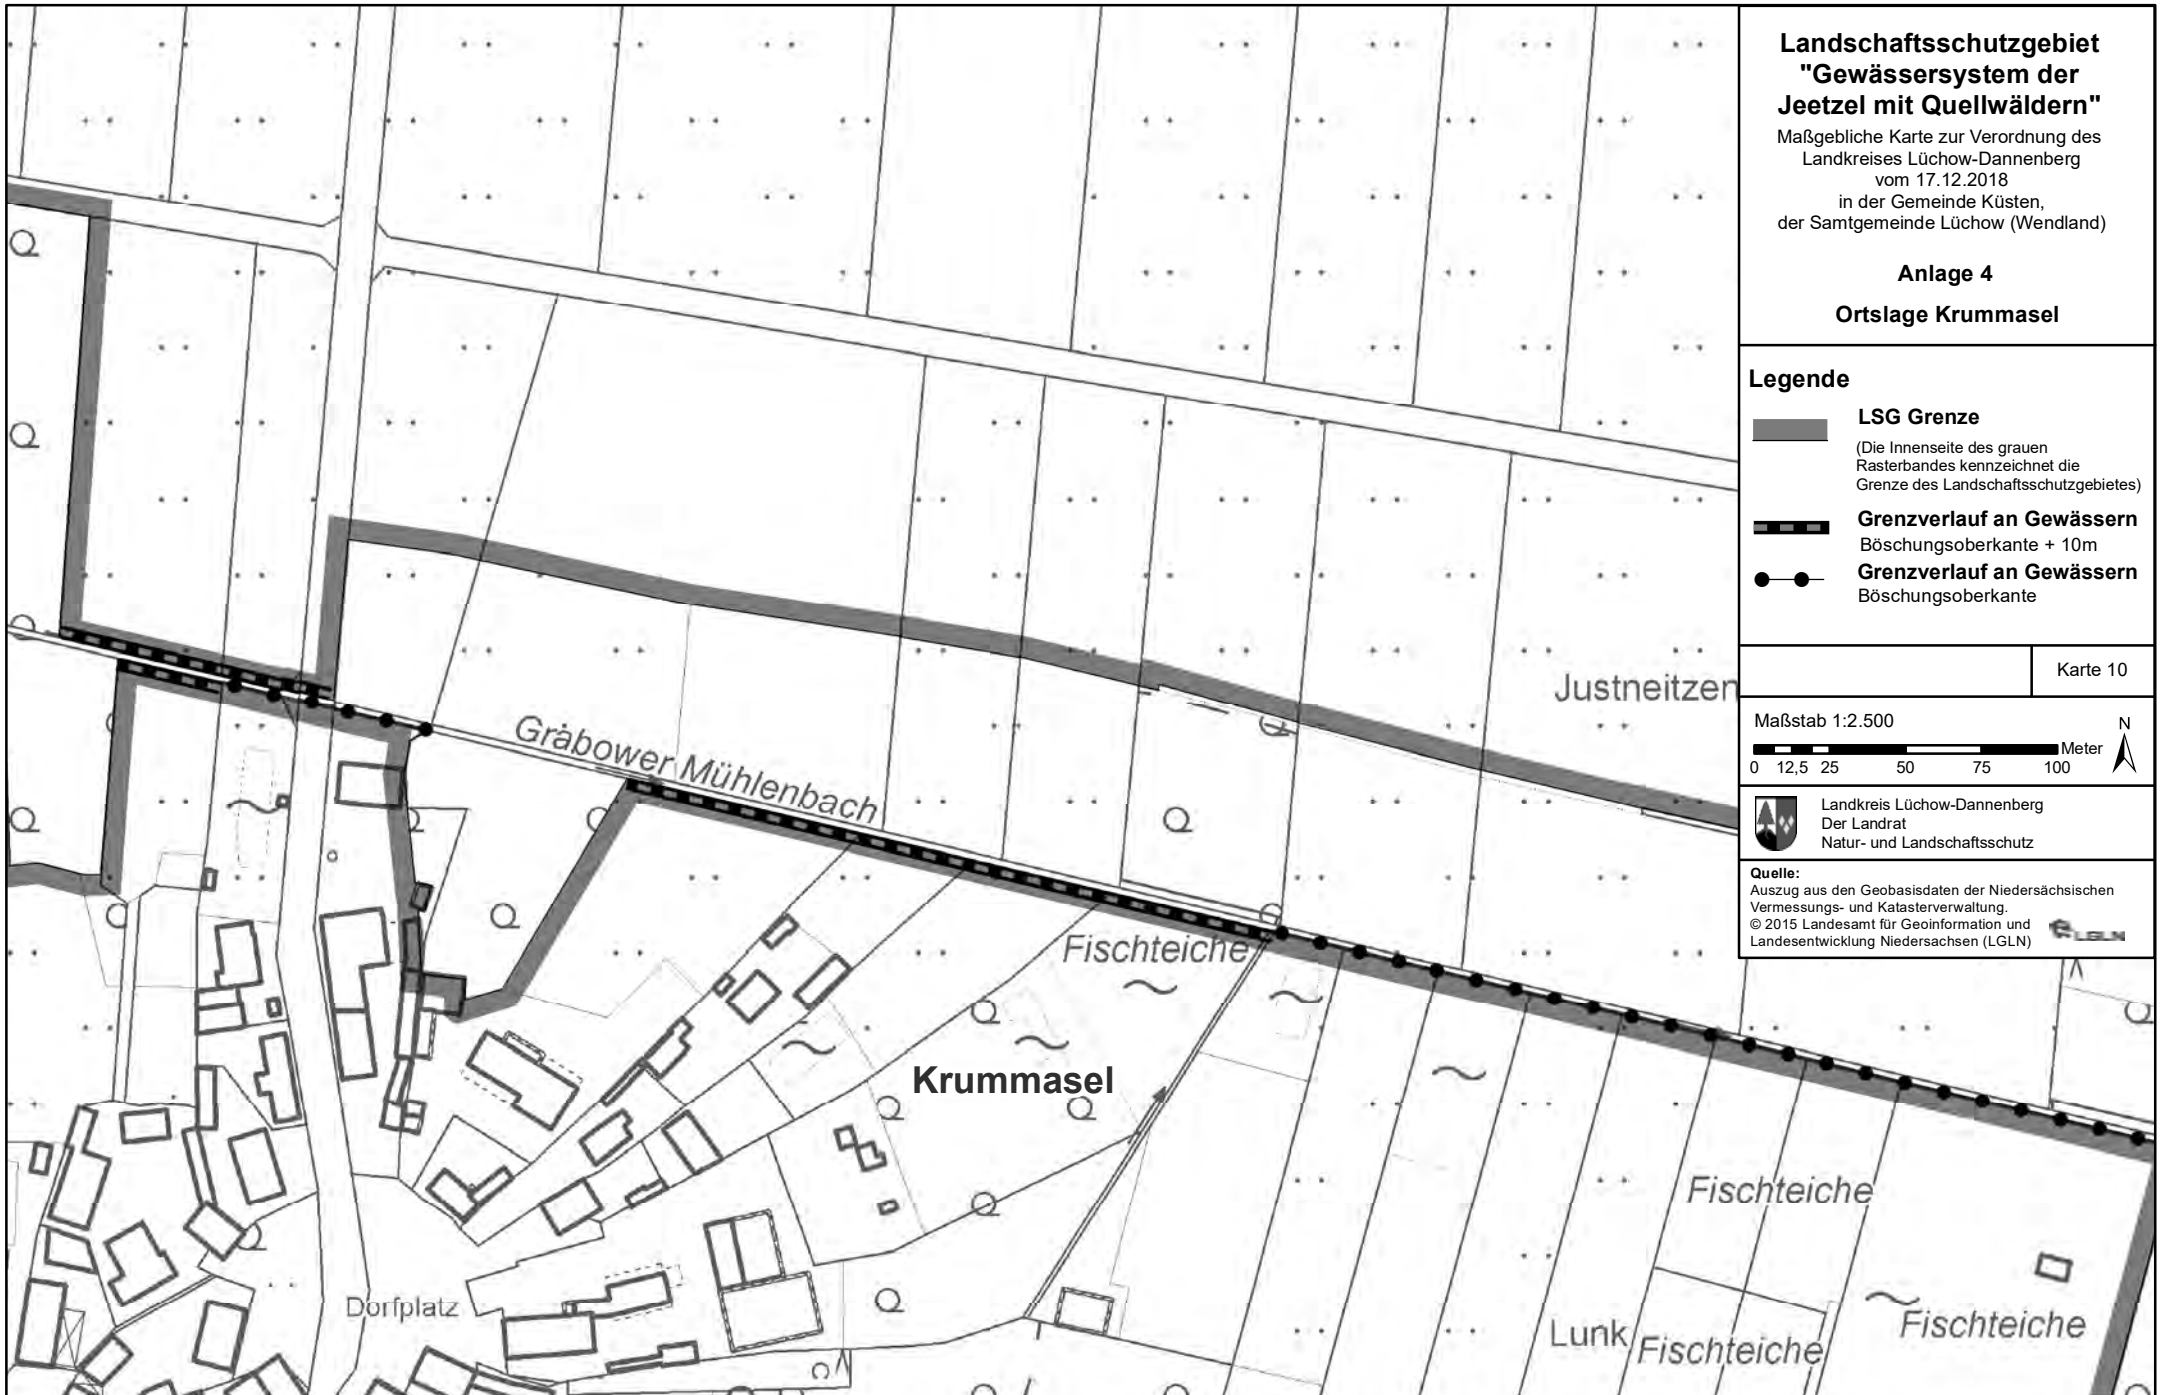 Landschaftsschutzgebiet
"Gewässersystem der
Jeetzel mit Quellwäldern"
Maßgebliche Karte zur Verordnung des
Landkreises Lüchow-Dannenberg
vom 17.12.2018
in der Gemeinde Küsten,
der Samtgemeinde Lüchow (Wendland)
Anlage 4
Ortslage Krummasel
Legende
LSG Grenze
(Die Innenseite des grauen
Rasterbandes kennzeichnet die
Grenze des Landschaftsschutzgebietes)
Grenzverlauf an Gewässern
Böschungsoberkante + 10m
Grenzverlauf an Gewässern
Böschungsoberkante
Karte 10
Maßstab 1:2.500
N
Meter
0 12,5 25 50 75 100
Landkreis Lüchow-Dannenberg
Der Landrat
Natur- und Landschaftsschutz
Quelle:
Auszug aus den Geobasisdaten der Niedersächsischen
Vermessungs- und Katasterverwaltung.
© 2015 Landesamt für Geoinformation und
Landesentwicklung Niedersachsen (LGLN)
LGLN
Justneitzen
Gräbower Mühlenbach
Fischteiche
Krummasel
Fischteiche
Dorfplatz
Lunk
Fischteiche
Fischteiche